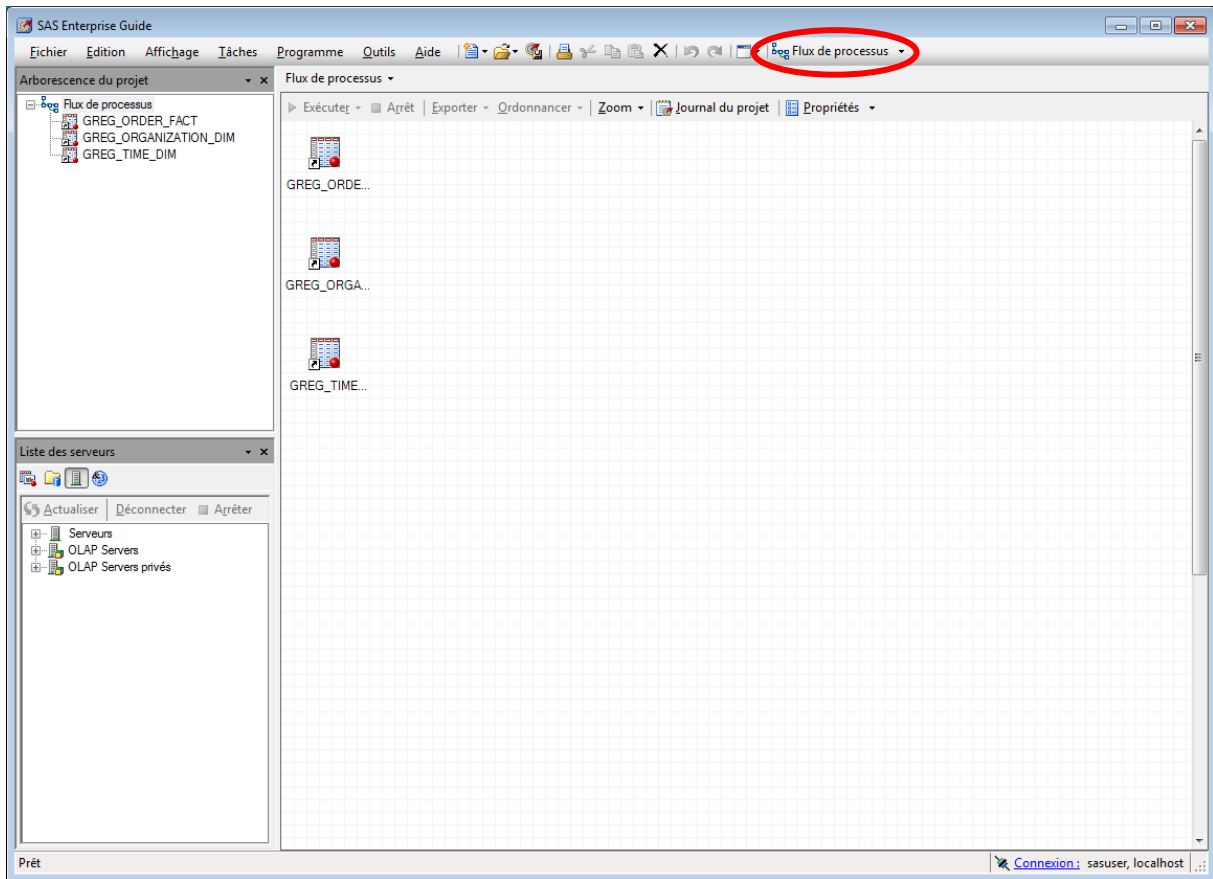 SAS Enterprise Guide
Fichier Edition Affichage Tâches Programme Outils Aide Flux de processus
Arborescence du projet
Flux de processus
GREG_ORDER_FACT
GREG_ORGANIZATION_DIM
GREG_TIME_DIM
Flux de processus
Exécuter Arrêt Exporter Ordonnancer Zoom Journal du projet Propriétés
GREG_ORDE...
GREG_ORGA...
GREG_TIME...
Liste des serveurs
Actualiser Déconnecter Arrêter
Serveurs
OLAP Servers
OLAP Servers privés
Prêt
Connexion : sasuser, localhost